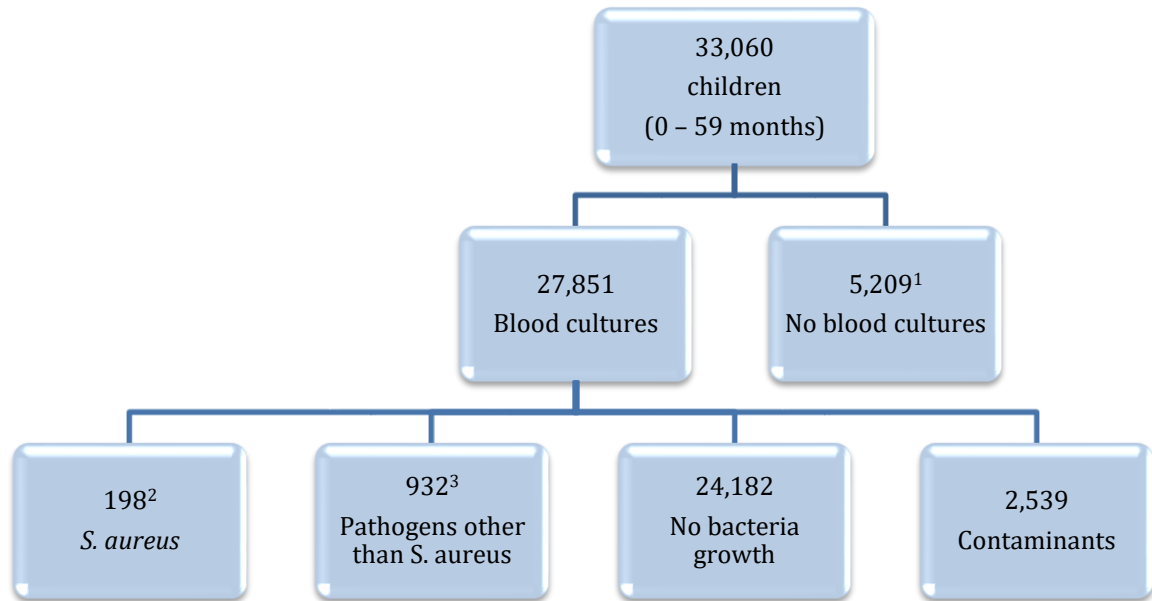 33,060
children
(0 – 59 months)
27,851
Blood cultures
5,209¹
No blood cultures
198²
S. aureus
932³
Pathogens other
than S. aureus
24,182
No bacteria
growth
2,539
Contaminants